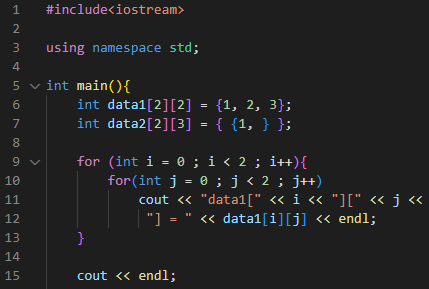 1 #include<iostream>
2
3 using namespace std;
4
5 int main(){
6 int data1[2][2] = {1, 2, 3};
7 int data2[2][3] = { {1, } };
8
9 for (int i = 0 ; i < 2 ; i++){
10 for(int j = 0 ; j < 2 ; j++)
11 cout << "data1[" << i << "][" << j <<
12 "] = " << data1[i][j] << endl;
13 }
14
15 cout << endl;